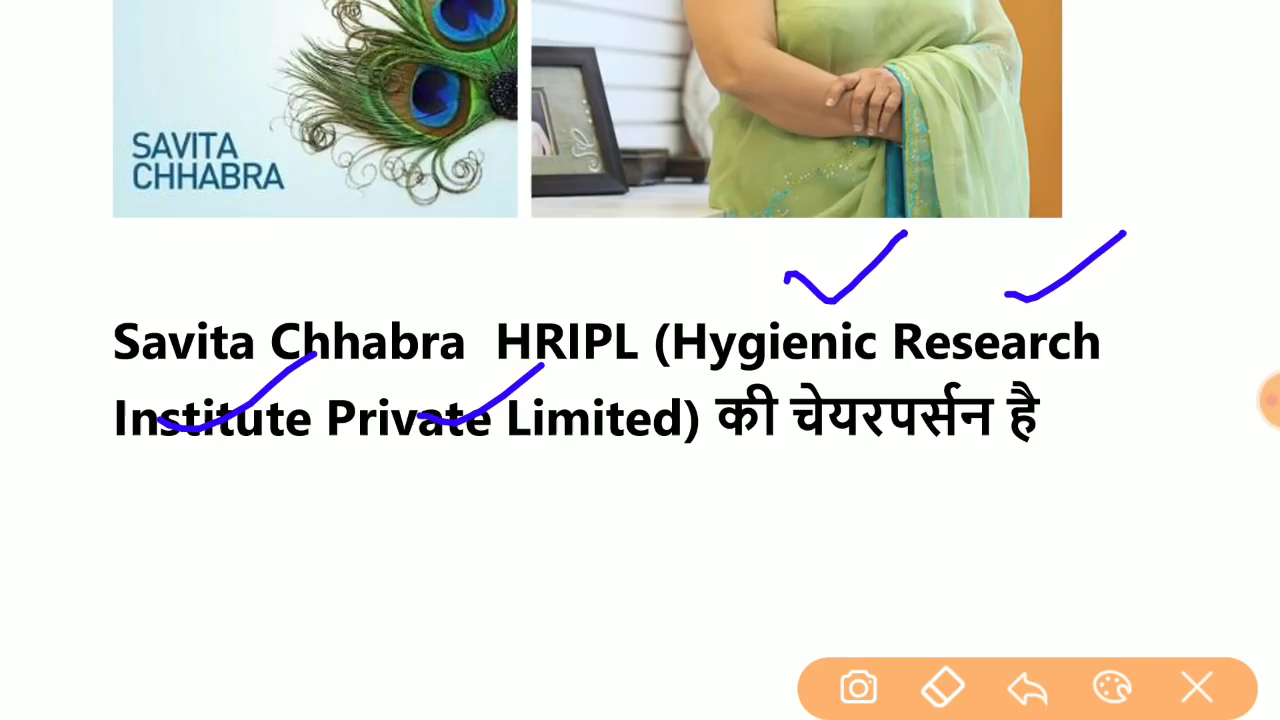 SAVITA
CHHABRA
Savita Chhabra HRIPL (Hygienic Research
Institute Private Limited) की चेयरपर्सन है